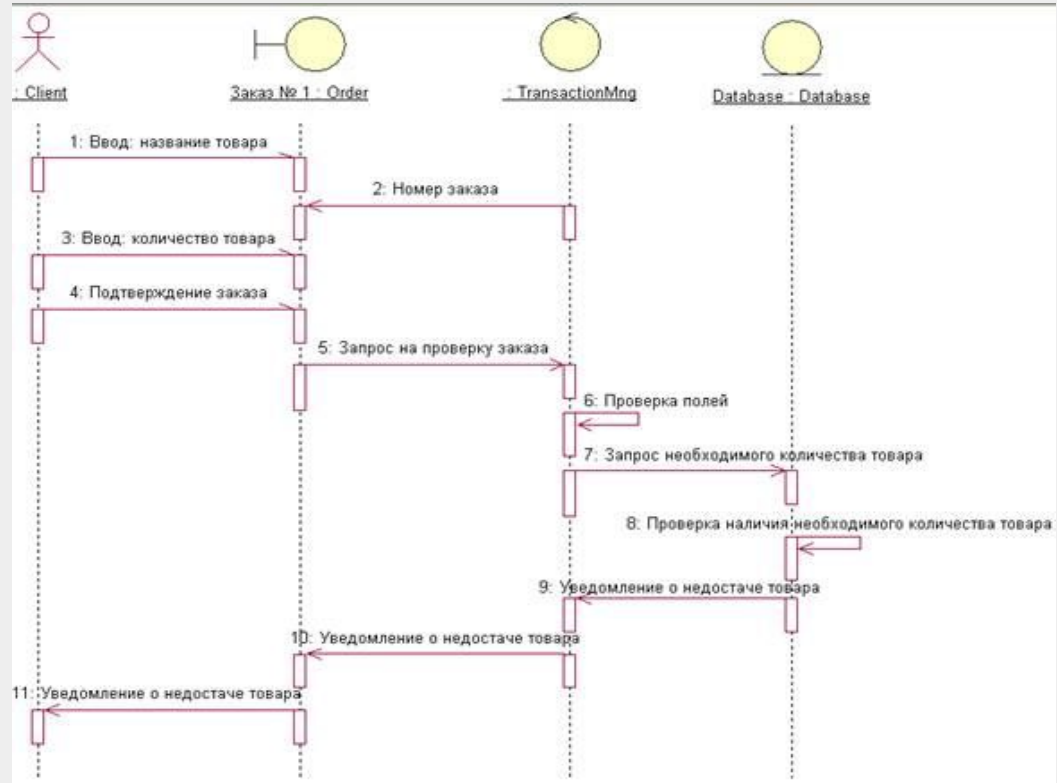 : Client
Заказ № 1 : Order
: TransactionMng
Database : Database
1: Ввод: название товара
2: Номер заказа
3: Ввод: количество товара
4: Подтверждение заказа
5: Запрос на проверку заказа
6: Проверка полей
7: Запрос необходимого количества товара
8: Проверка наличия необходимого количества товара
9: Уведомление о недостаче товара
10: Уведомление о недостаче товара
11: Уведомление о недостаче товара